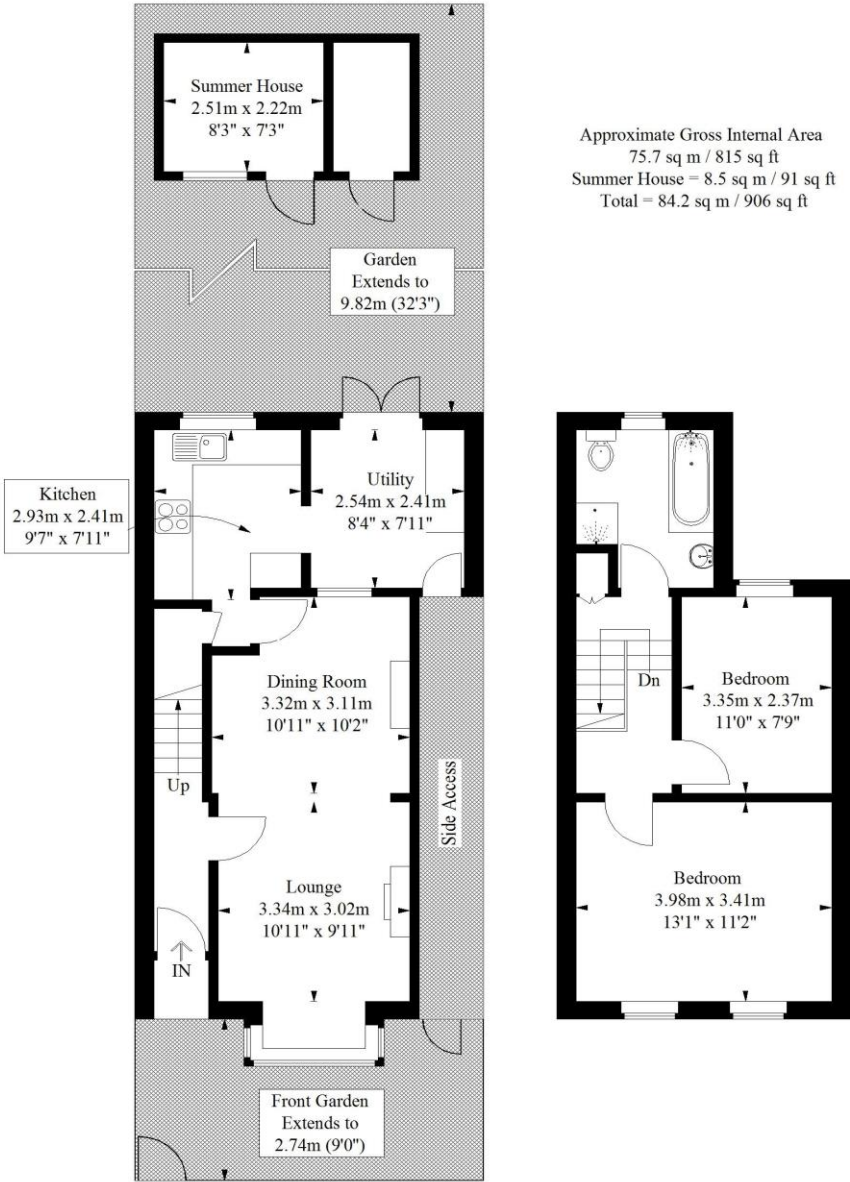 Summer House
2.51m x 2.22m
8'3" x 7'3"
Approximate Gross Internal Area
75.7 sq m / 815 sq ft
Summer House = 8.5 sq m / 91 sq ft
Total = 84.2 sq m / 906 sq ft
Garden
Extends to
9.82m (32'3")
Kitchen
2.93m x 2.41m
9'7" x 7'11"
Utility
2.54m x 2.41m
8'4" x 7'11"
Dining Room
3.32m x 3.11m
10'11" x 10'2"
Up
Side Access
Lounge
3.34m x 3.02m
10'11" x 9'11"
IN
Front Garden
Extends to
2.74m (9'0")
Dn
Bedroom
3.35m x 2.37m
11'0" x 7'9"
Bedroom
3.98m x 3.41m
13'1" x 11'2"